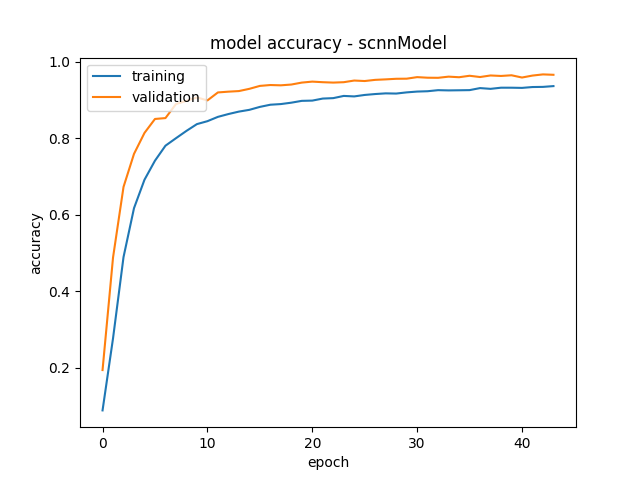 model accuracy - scnnModel
training
validation
accuracy
1.0
0.8
0.6
0.4
0.2
0 10 20 30 40
epoch